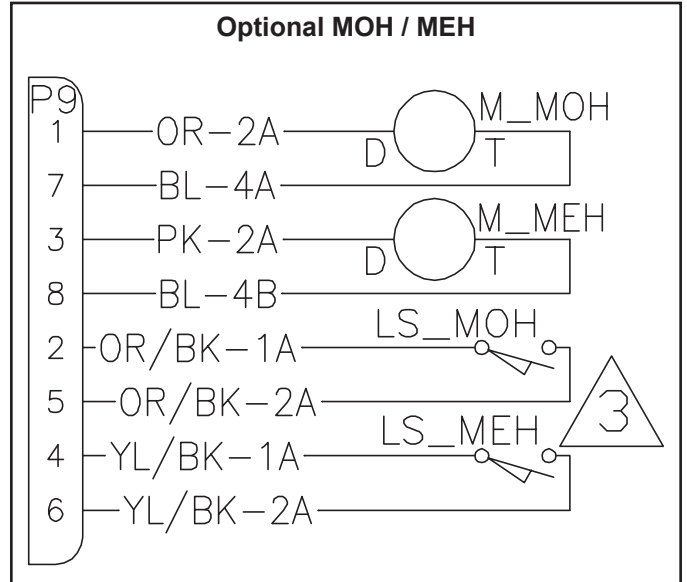 Optional MOH / MEH
P9
1 OR-2A D M_MOH T
7 BL-4A
3 PK-2A D M_MEH T
8 BL-4B
2 OR/BK-1A LS_MOH
5 OR/BK-2A 3
4 YL/BK-1A LS_MEH
6 YL/BK-2A